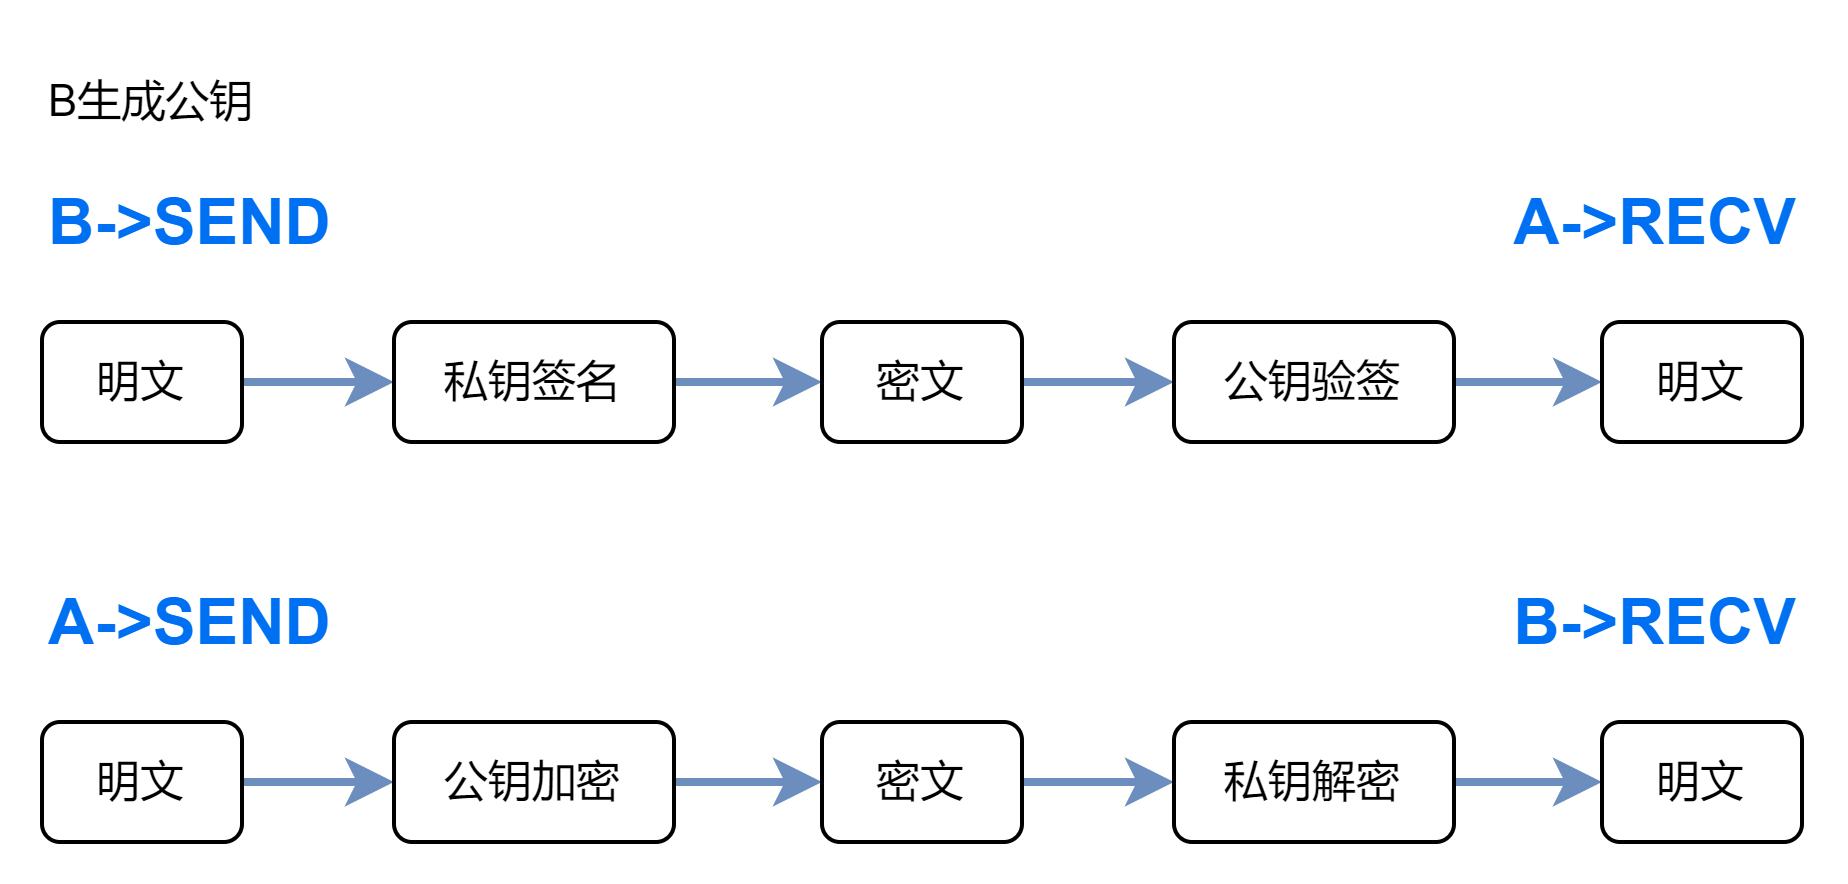 B生成公钥
B->SEND A->RECV
明文 私钥签名 密文 公钥验签 明文
A->SEND B->RECV
明文 公钥加密 密文 私钥解密 明文